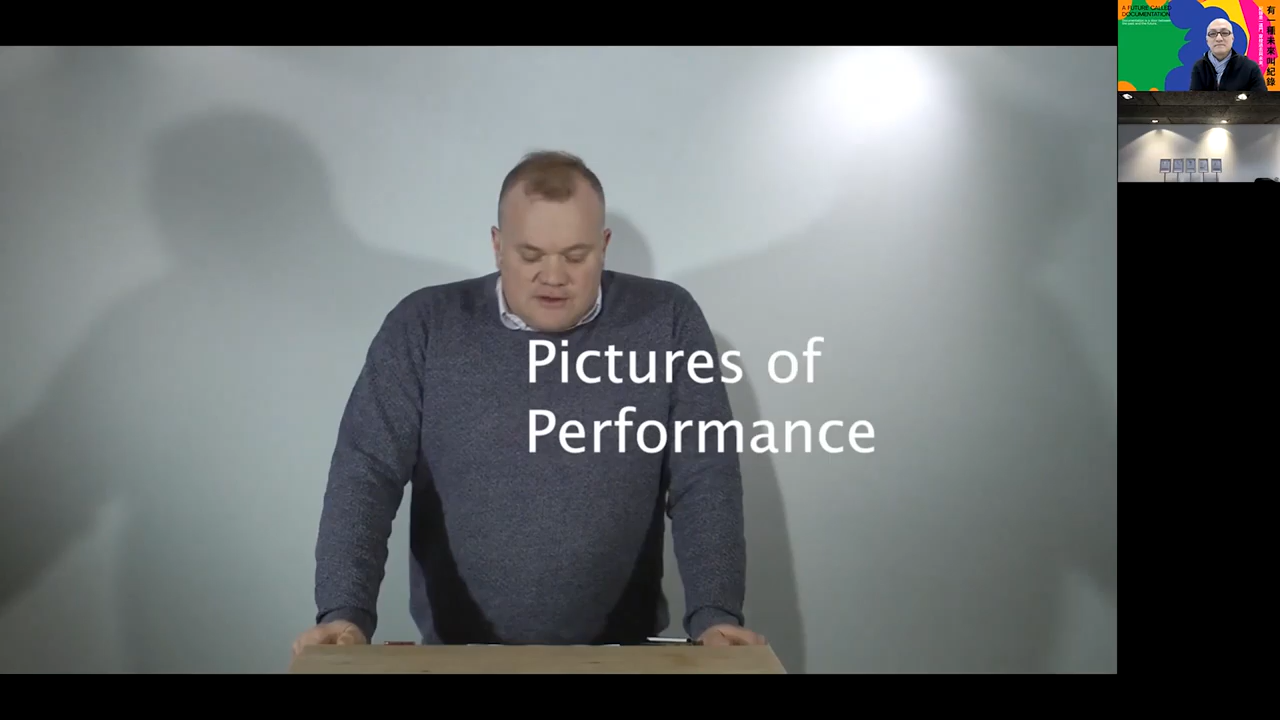 Pictures of
Performance
A FUTURE CALLED
DOCUMENTATION
有一種未來叫紀錄